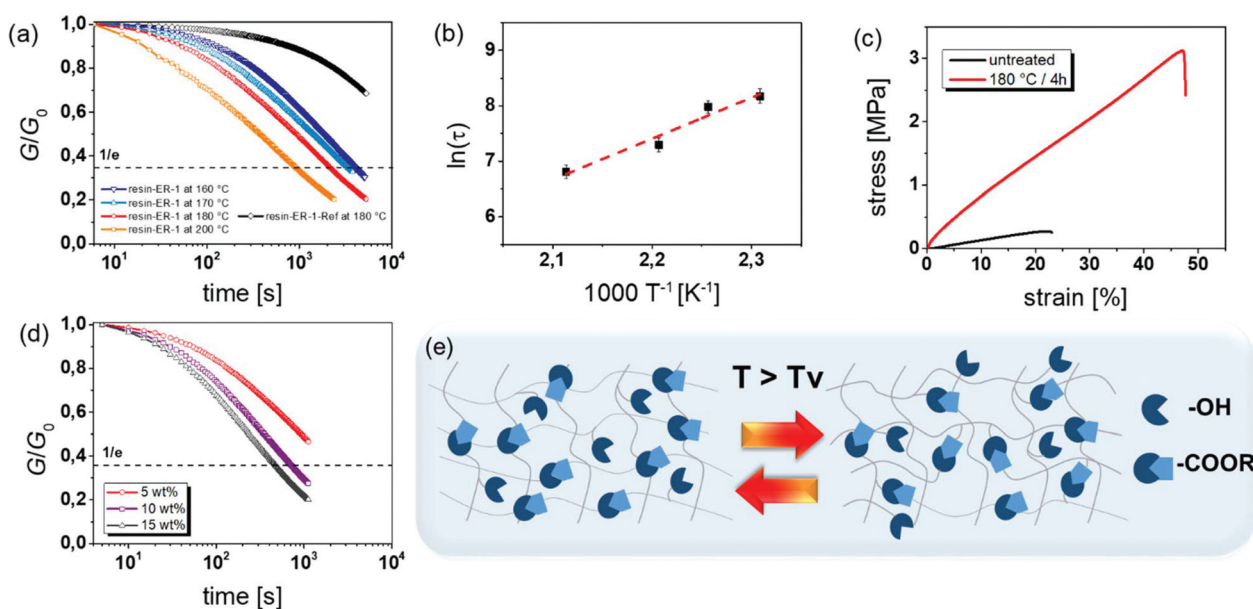 (a)
G/G0
1,0
0,8
0,6
0,4
0,2
0,0
1/e
resin-ER-1 at 160 °C
resin-ER-1 at 170 °C
resin-ER-1 at 180 °C
resin-ER-1 at 200 °C
resin-ER-1-Ref at 180 °C
10¹ 10² 10³ 10⁴
time [s]
(b)
ln(τ)
9
8
7
6
2,1 2,2 2,3
1000 T⁻¹ [K⁻¹]
(c)
untreated
180 °C / 4h
stress [MPa]
3
2
1
0
0 10 20 30 40 50
strain [%]
(d)
G/G0
1,0
0,8
0,6
0,4
0,2
0,0
1/e
5 wt%
10 wt%
15 wt%
10¹ 10² 10³ 10⁴
time [s]
(e)
T > Tv
-OH
-COOR